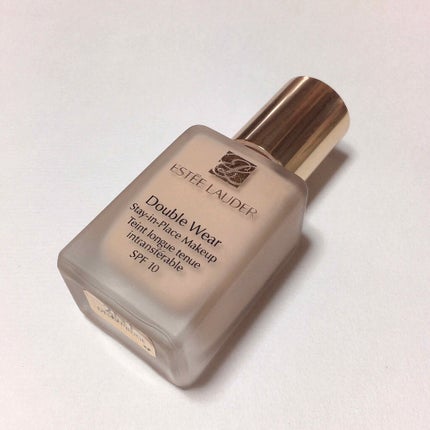 ESTĒE LAUDER
Double Wear
Stay-in-Place Makeup
Teint longue tenue
intransférable
SPF 10